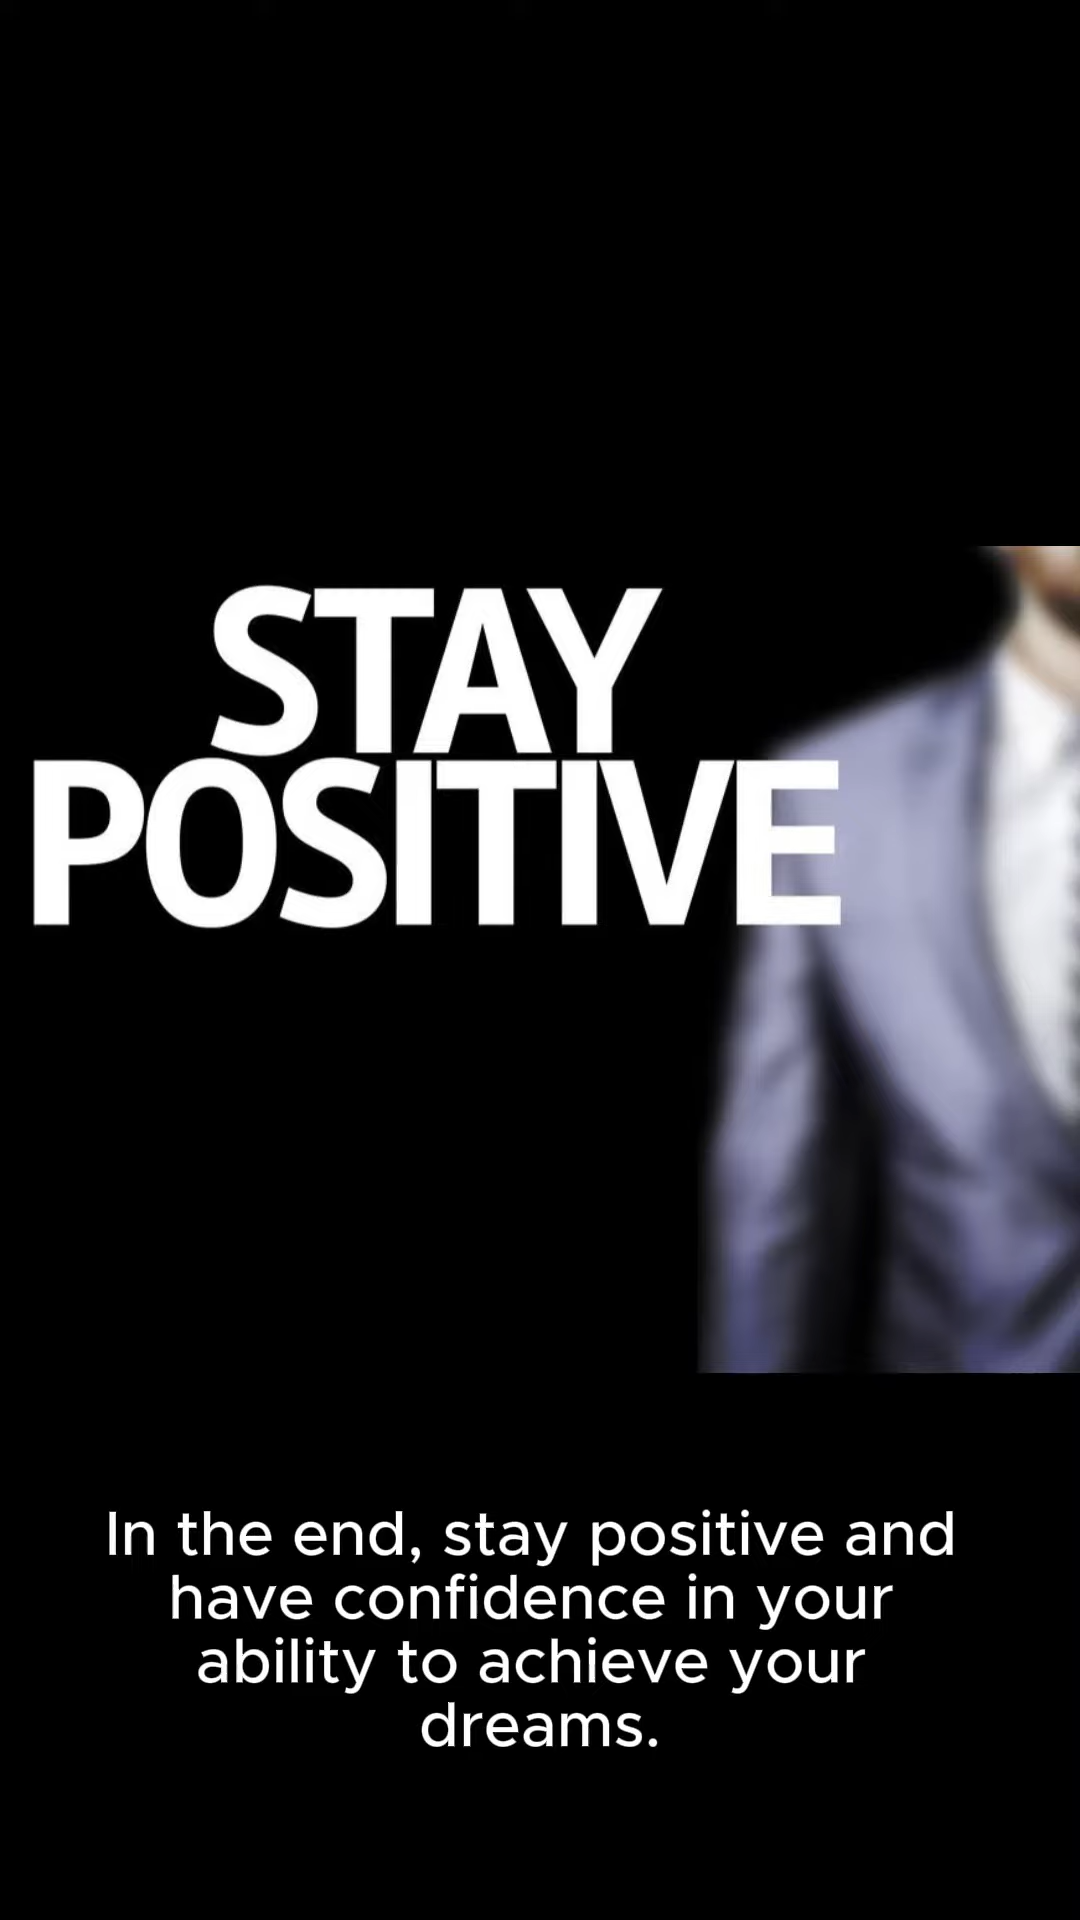 STAY
POSITIVE
In the end, stay positive and
have confidence in your
ability to achieve your
dreams.